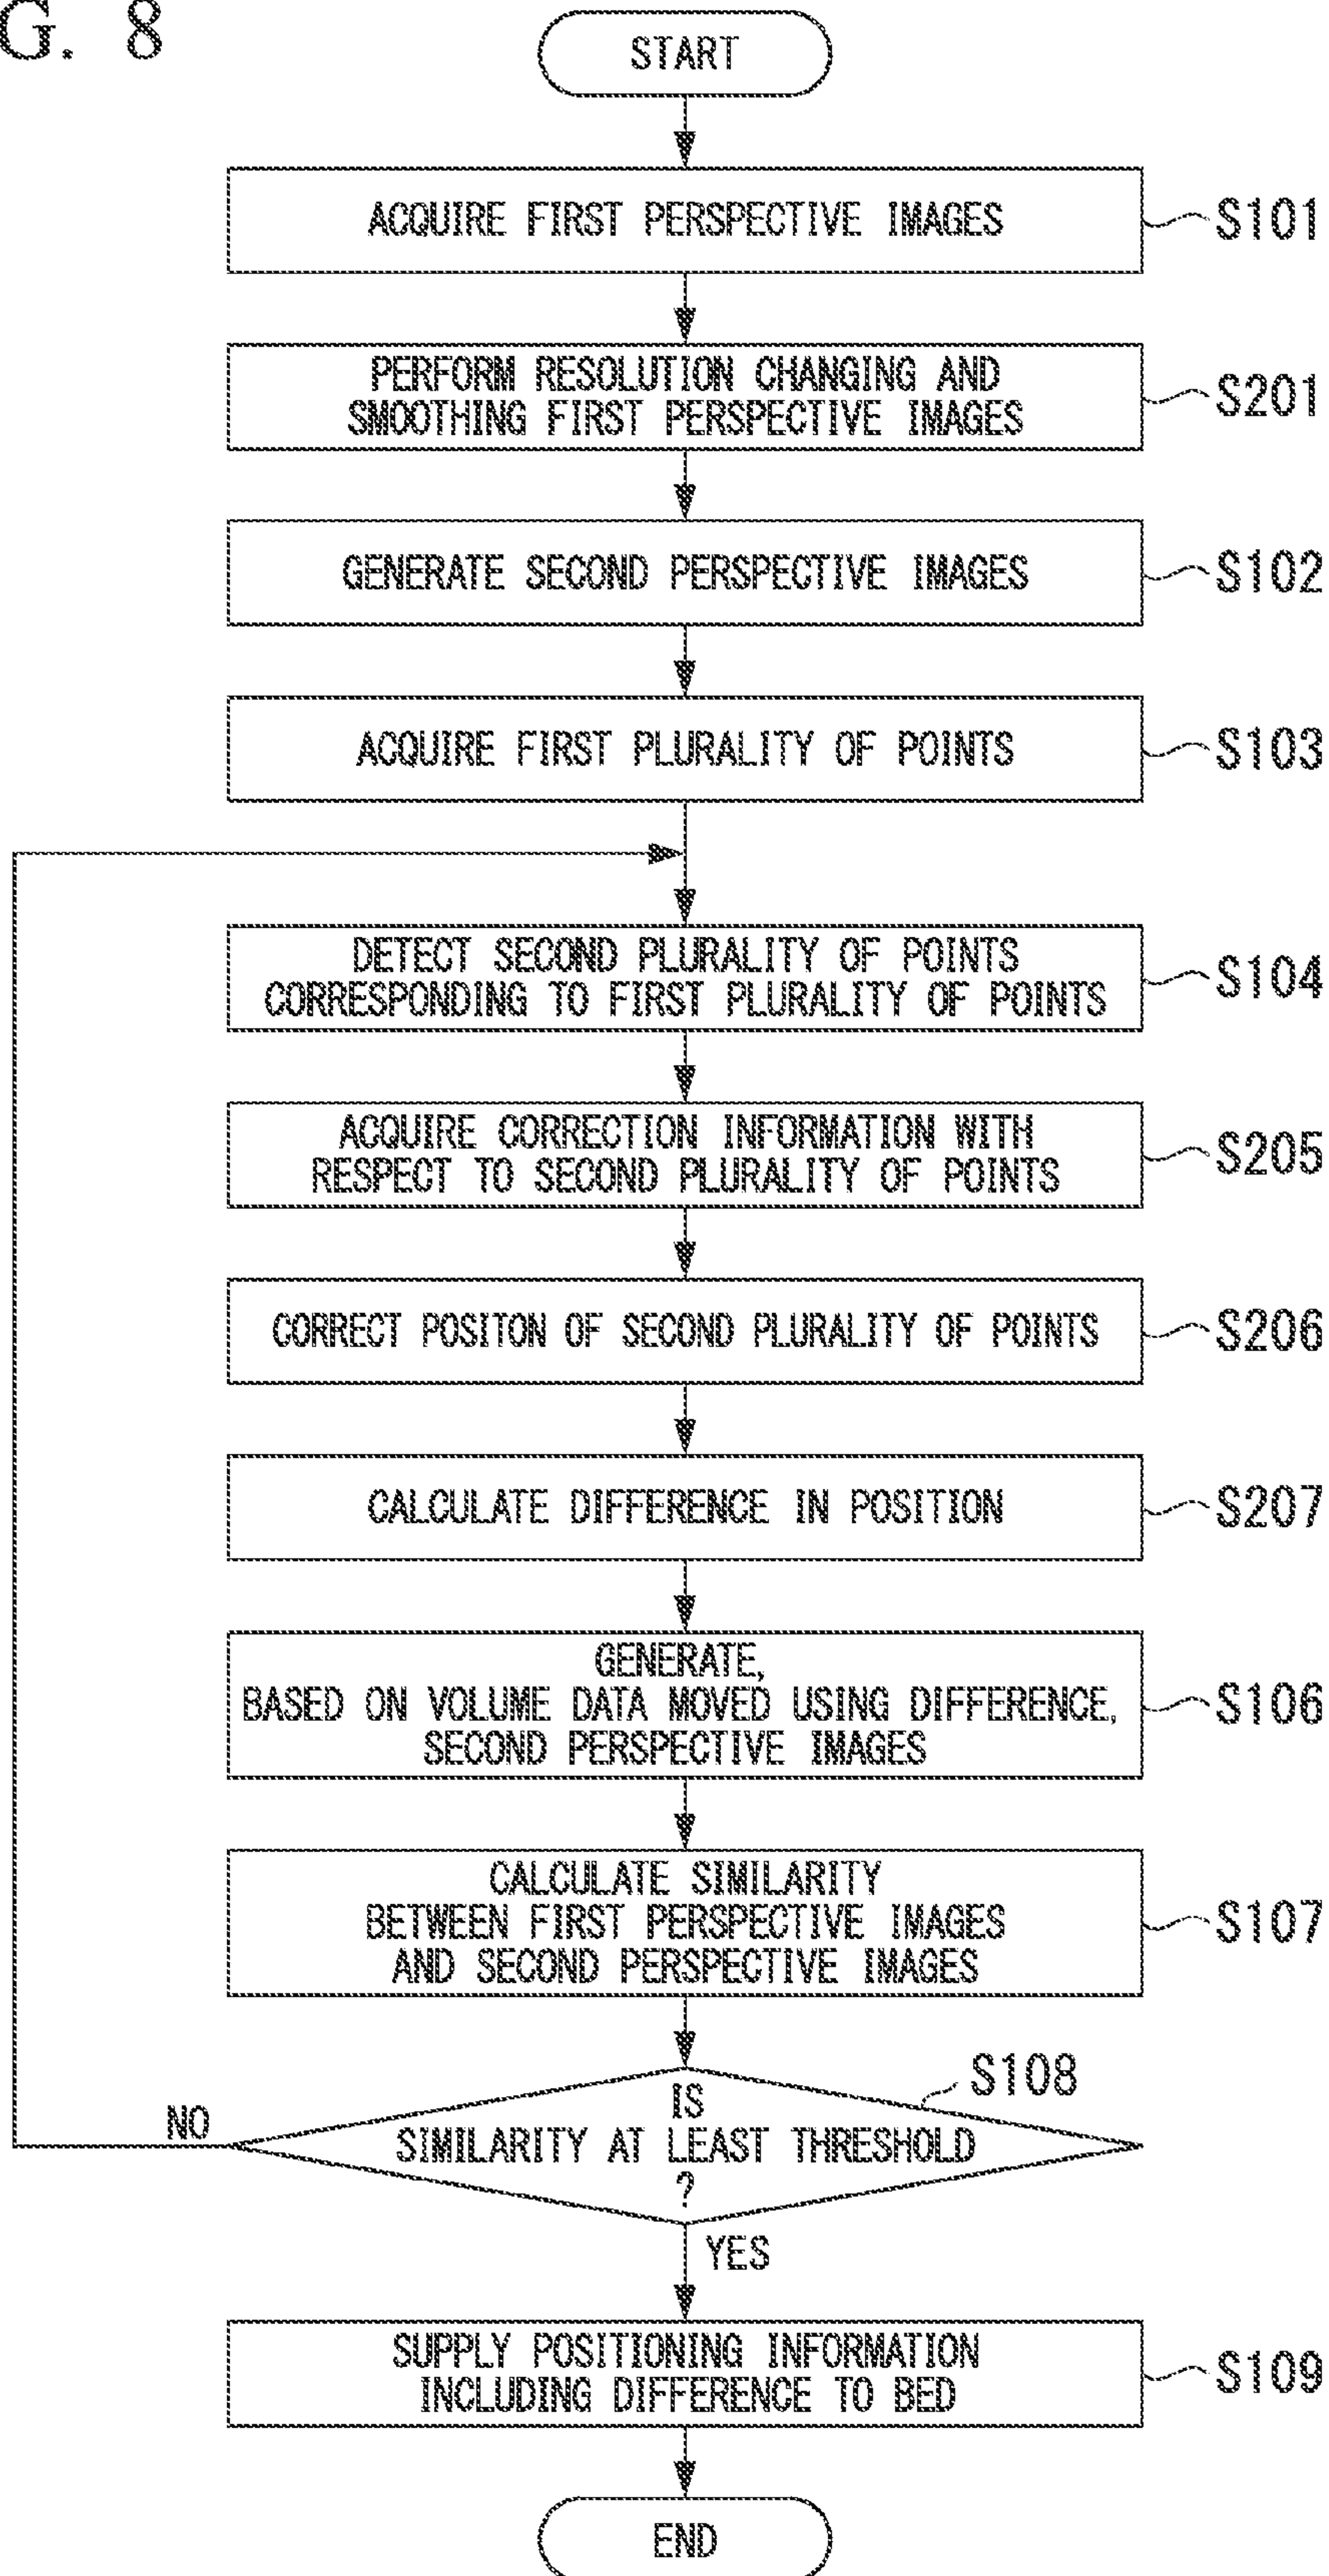 G. 8
START
ACQUIRE FIRST PERSPECTIVE IMAGES
S101
PERFORM RESOLUTION CHANGING AND
SMOOTHING FIRST PERSPECTIVE IMAGES
S201
GENERATE SECOND PERSPECTIVE IMAGES
S102
ACQUIRE FIRST PLURALITY OF POINTS
S103
DETECT SECOND PLURALITY OF POINTS
CORRESPONDING TO FIRST PLURALITY OF POINTS
S104
ACQUIRE CORRECTION INFORMATION WITH
RESPECT TO SECOND PLURALITY OF POINTS
S205
CORRECT POSITON OF SECOND PLURALITY OF POINTS
S206
CALCULATE DIFFERENCE IN POSITION
S207
GENERATE,
BASED ON VOLUME DATA MOVED USING DIFFERENCE,
SECOND PERSPECTIVE IMAGES
S106
CALCULATE SIMILARITY
BETWEEN FIRST PERSPECTIVE IMAGES
AND SECOND PERSPECTIVE IMAGES
S107
S108
IS
SIMILARITY AT LEAST THRESHOLD
?
NO
YES
SUPPLY POSITIONING INFORMATION
INCLUDING DIFFERENCE TO BED
S109
END